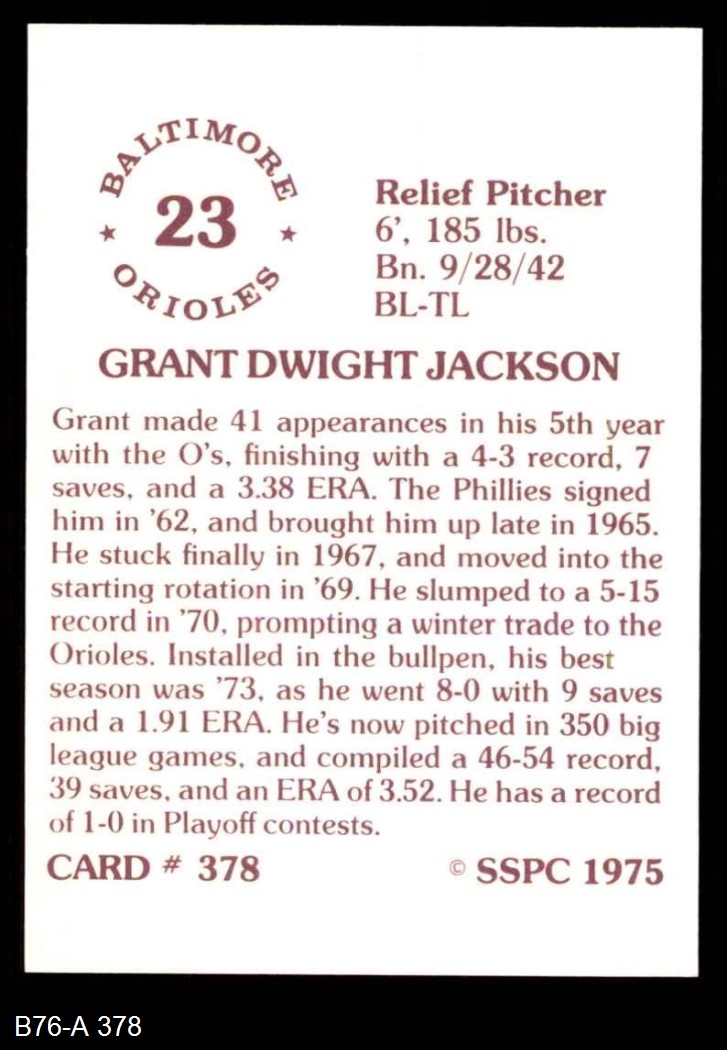 BALTIMORE
★ 23 ★
ORIOLES
Relief Pitcher
6', 185 lbs.
Bn. 9/28/42
BL-TL
GRANT DWIGHT JACKSON
Grant made 41 appearances in his 5th year
with the O's, finishing with a 4-3 record, 7
saves, and a 3.38 ERA. The Phillies signed
him in '62, and brought him up late in 1965.
He stuck finally in 1967, and moved into the
starting rotation in '69. He slumped to a 5-15
record in '70, prompting a winter trade to the
Orioles. Installed in the bullpen, his best
season was '73, as he went 8-0 with 9 saves
and a 1.91 ERA. He's now pitched in 350 big
league games, and compiled a 46-54 record,
39 saves, and an ERA of 3.52. He has a record
of 1-0 in Playoff contests.
CARD # 378 © SSPC 1975
B76-A 378